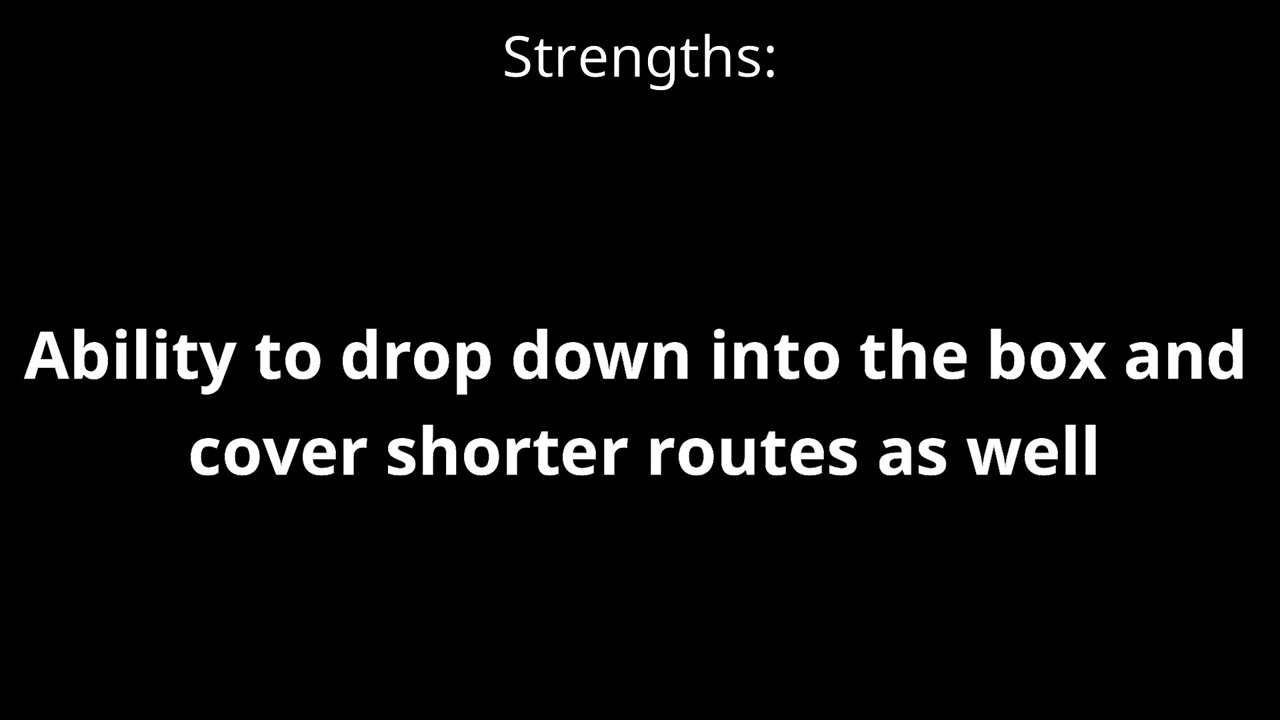 Strengths:
Ability to drop down into the box and
cover shorter routes as well